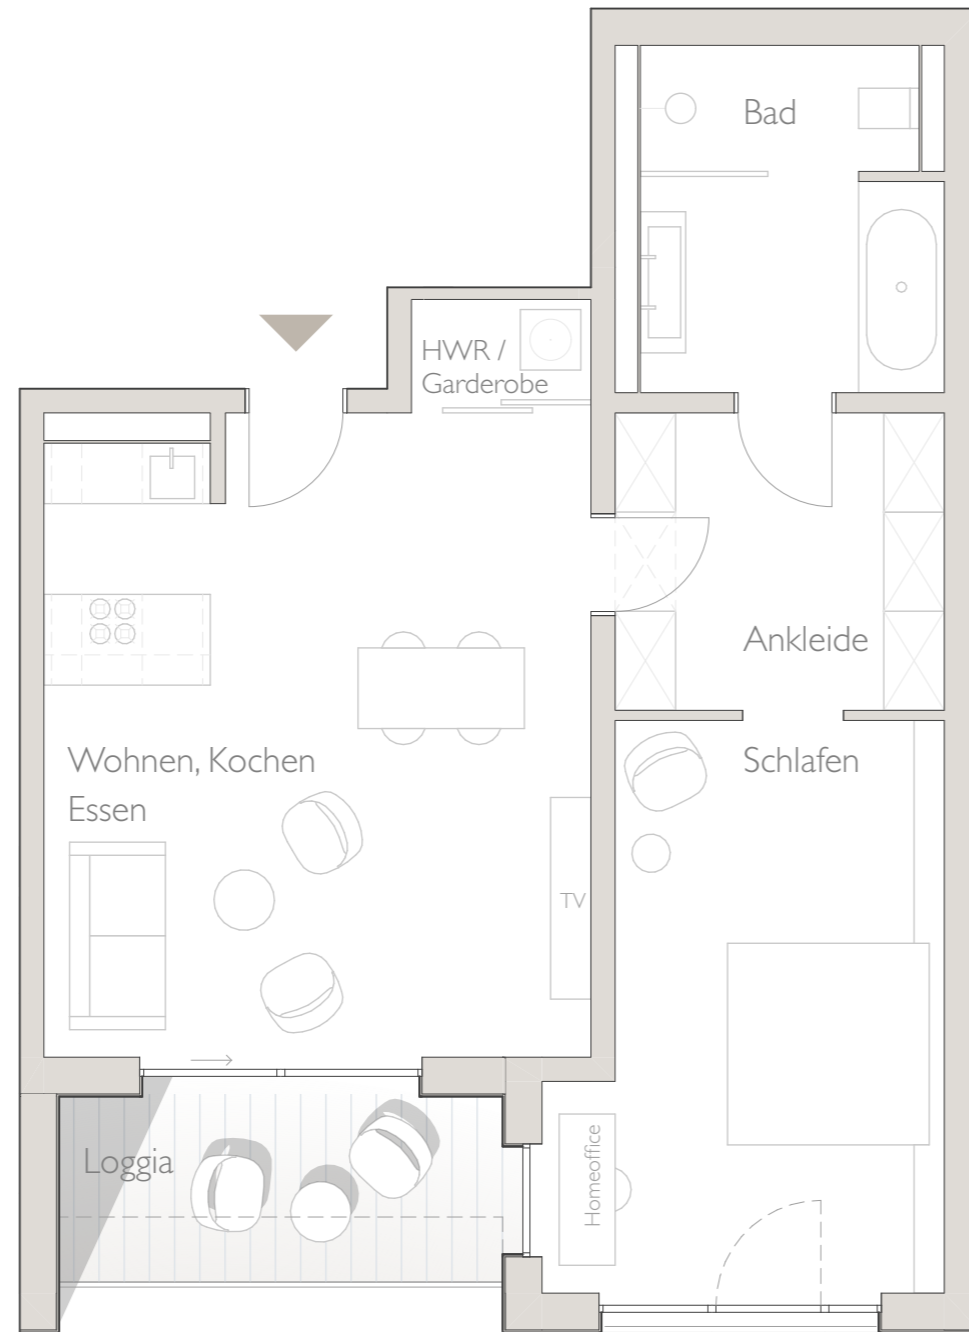 Bad
HWR /
Garderobe
Ankleide
Wohnen, Kochen
Essen
Schlafen
TV
Loggia
Homeoffice